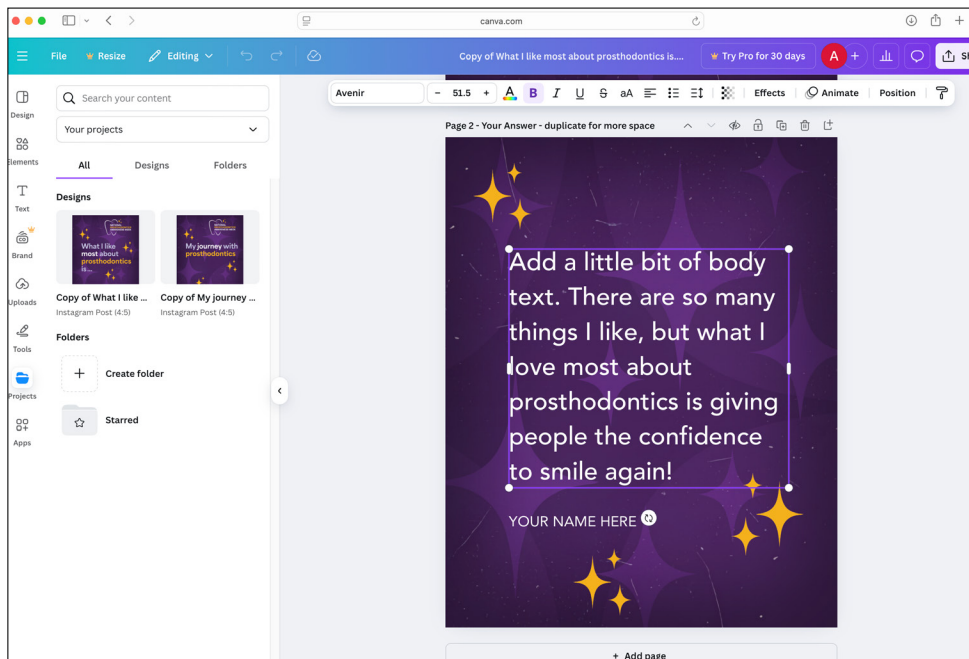 canva.com
File
Resize
Editing
Copy of What I like most about prosthodontics is....
Try Pro for 30 days
A
+
Design
Elements
Text
Brand
Uploads
Tools
Projects
Apps
Search your content
Your projects
All
Designs
Folders
Designs
What I like
most about
prosthodontics
is...
My journey with
prosthodontics
Copy of What I like ...
Copy of My journey ...
Instagram Post (4:5)
Instagram Post (4:5)
Folders
+
Create folder
Starred
Avenir
- 51.5 +
A
B
I
U
S
aA
Effects
Animate
Position
Page 2 - Your Answer - duplicate for more space
Add a little bit of body
text. There are so many
things I like, but what I
love most about
prosthodontics is giving
people the confidence
to smile again!
YOUR NAME HERE
+ Add page